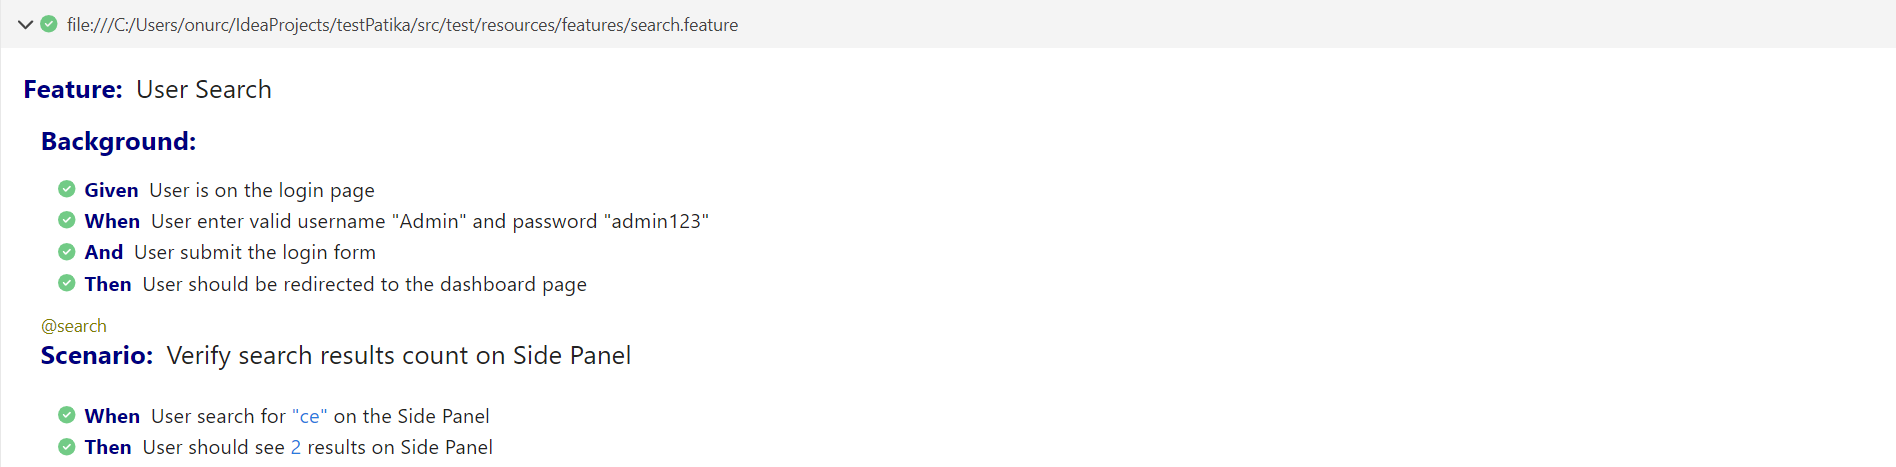 file:///C:/Users/onurc/IdeaProjects/testPatika/src/test/resources/features/search.feature
Feature: User Search
Background:
Given User is on the login page
When User enter valid username "Admin" and password "admin123"
And User submit the login form
Then User should be redirected to the dashboard page
@search
Scenario: Verify search results count on Side Panel
When User search for "ce" on the Side Panel
Then User should see 2 results on Side Panel